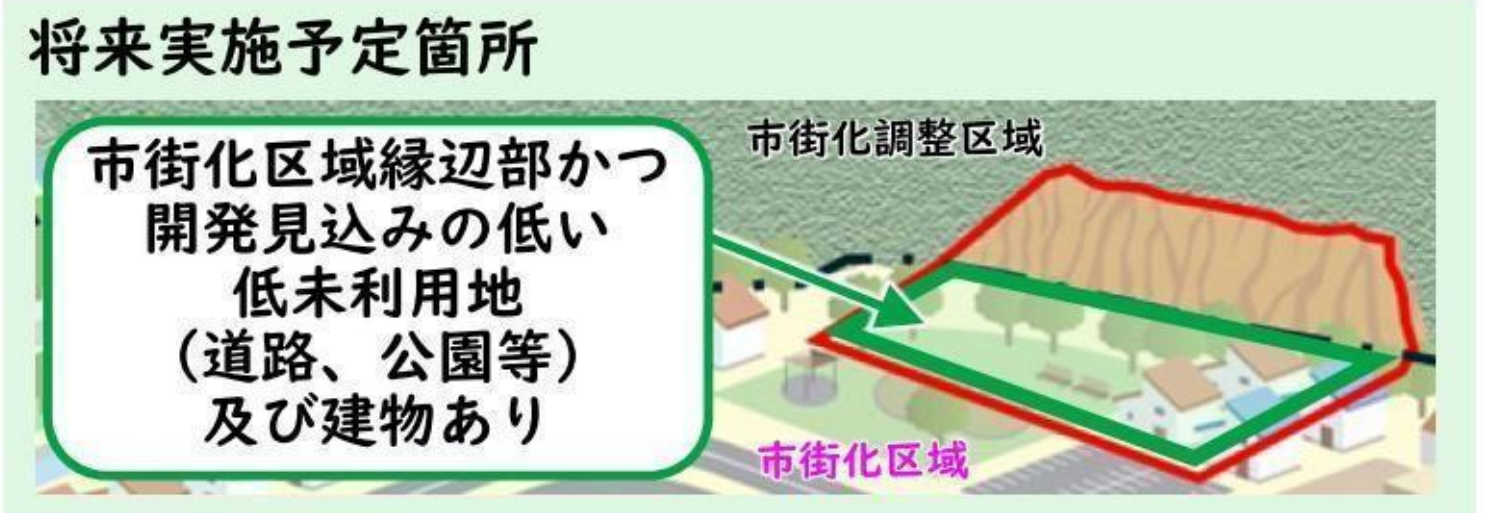 将来実施予定箇所
市街化区域縁辺部かつ
開発見込みの低い
低未利用地
（道路、公園等）
及び建物あり
市街化調整区域
市街化区域